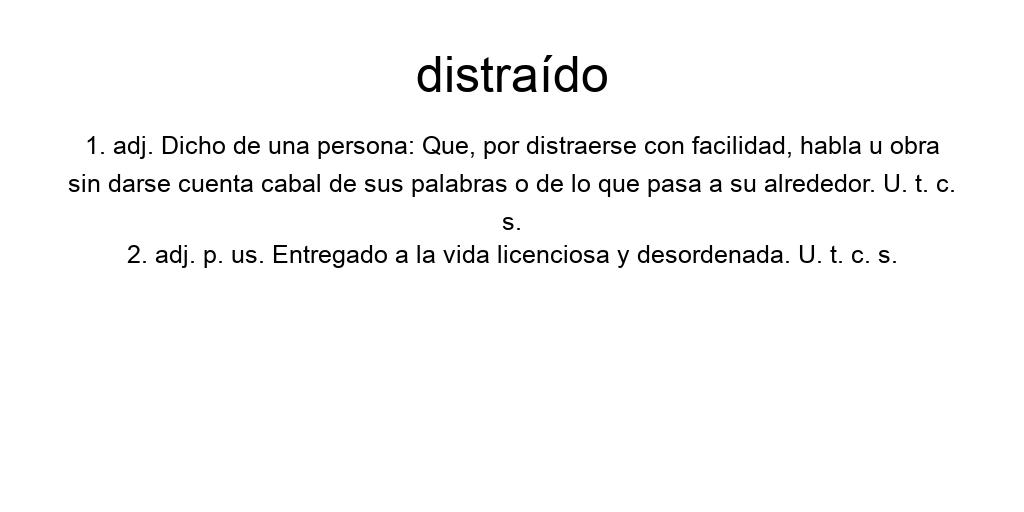 distraído
1. adj. Dicho de una persona: Que, por distraerse con facilidad, habla u obra
sin darse cuenta cabal de sus palabras o de lo que pasa a su alrededor. U. t. c.
s.
2. adj. p. us. Entregado a la vida licenciosa y desordenada. U. t. c. s.